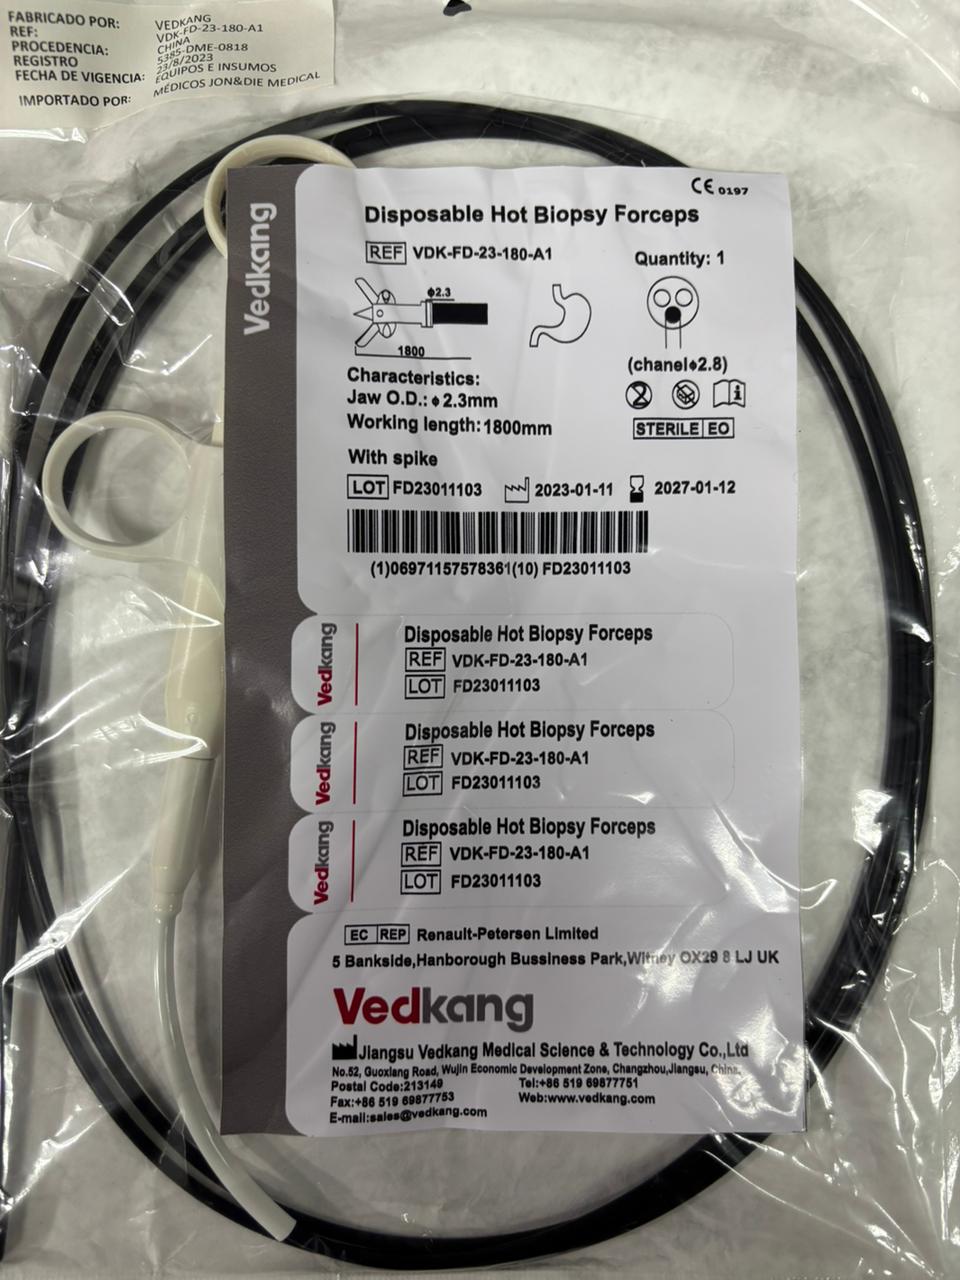 FABRICADO POR: VEDKANG
REF: VDK-FD-23-180-A1
PROCEDENCIA: CHINA
REGISTRO 5385-DME-0818
FECHA DE VIGENCIA: 23/8/2023
IMPORTADO POR: EQUIPOS E INSUMOS
MÉDICOS JON&DIE MEDICAL
CE 0197
Vedkang
Disposable Hot Biopsy Forceps
REF VDK-FD-23-180-A1
Quantity: 1
ϕ2.3
1800
(chanelϕ2.8)
Characteristics:
Jaw O.D.: ϕ2.3mm
Working length:1800mm
STERILE EO
With spike
LOT FD23011103 2023-01-11 2027-01-12
(1)06971157578361(10) FD23011103
Vedkang
Disposable Hot Biopsy Forceps
REF VDK-FD-23-180-A1
LOT FD23011103
Vedkang
Disposable Hot Biopsy Forceps
REF VDK-FD-23-180-A1
LOT FD23011103
Vedkang
Disposable Hot Biopsy Forceps
REF VDK-FD-23-180-A1
LOT FD23011103
EC REP Renault-Petersen Limited
5 Bankside,Hanborough Bussiness Park,Witney OX29 8 LJ UK
Vedkang
Jiangsu Vedkang Medical Science & Technology Co.,Ltd
No.52, Guoxiang Road, Wujin Economic Development Zone, Changzhou,Jiangsu, China.
Postal Code:213149 Tel:+86 519 69877751
Fax:+86 519 69877753 Web:www.vedkang.com
E-mail:sales@vedkang.com